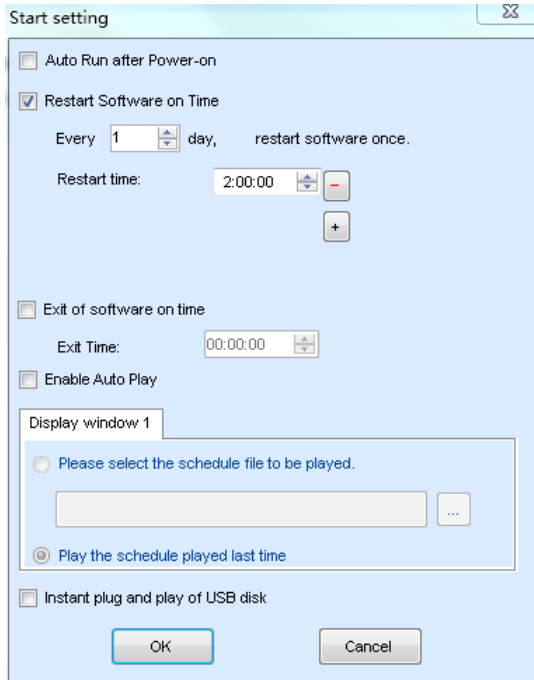 Start setting
Auto Run after Power-on
Restart Software on Time
Every 1 day, restart software once.
Restart time: 2:00:00 −
+
Exit of software on time
Exit Time: 00:00:00
Enable Auto Play
Display window 1
Please select the schedule file to be played.
...
Play the schedule played last time
Instant plug and play of USB disk
OK Cancel